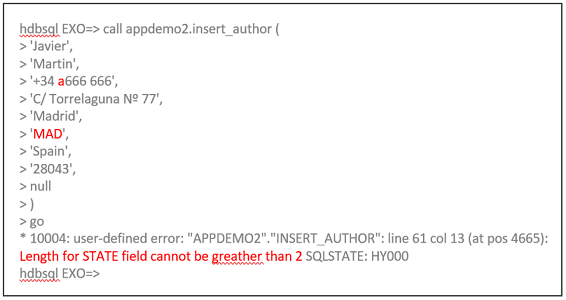 hdbsql EXO=> call appdemo2.insert_author (
> 'Javier',
> 'Martin',
> '+34 a666 666',
> 'C/ Torrelaguna Nº 77',
> 'Madrid',
> 'MAD',
> 'Spain',
> '28043',
> null
> )
> go
* 10004: user-defined error: "APPDEMO2"."INSERT_AUTHOR": line 61 col 13 (at pos 4665):
Length for STATE field cannot be greather than 2 SQLSTATE: HY000
hdbsql EXO=>